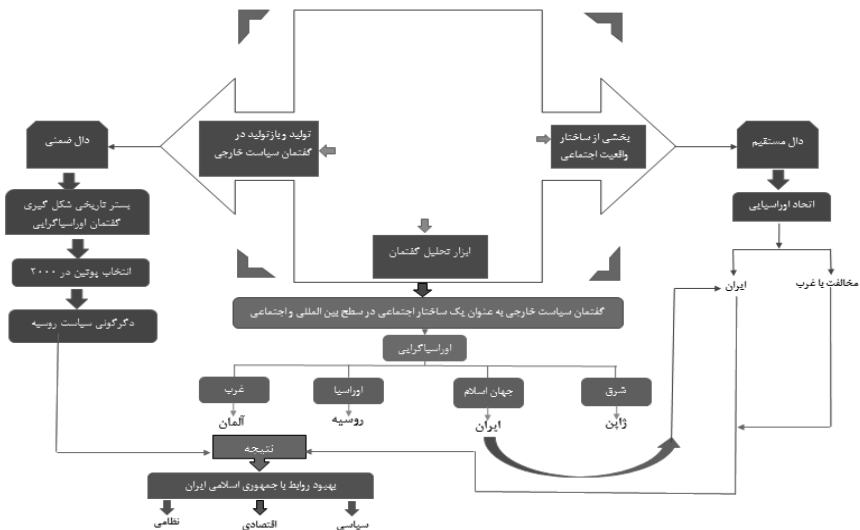 دال ضمنی
تولید و بازتولید در
گفتمان سیاست خارجی
بخشی از ساختار
واقعیت اجتماعی
دال مستقیم
بستر تاریخی شکل گیری
گفتمان اوراسیاگرایی
اتحاد اوراسیایی
ابزار تحلیل گفتمان
انتخاب پوتین در ۲۰۰۰
ایران
مخالفت با غرب
دگرگونی سیاست روسیه
گفتمان سیاست خارجی به عنوان یک ساختار اجتماعی در سطح بین المللی و اجتماعی
اوراسیاگرایی
شرق
جهان اسلام
اوراسیا
غرب
ژاپن
ایران
روسیه
آلمان
نتیجه
بهبود روابط با جمهوری اسلامی ایران
سیاسی
اقتصادی
نظامی